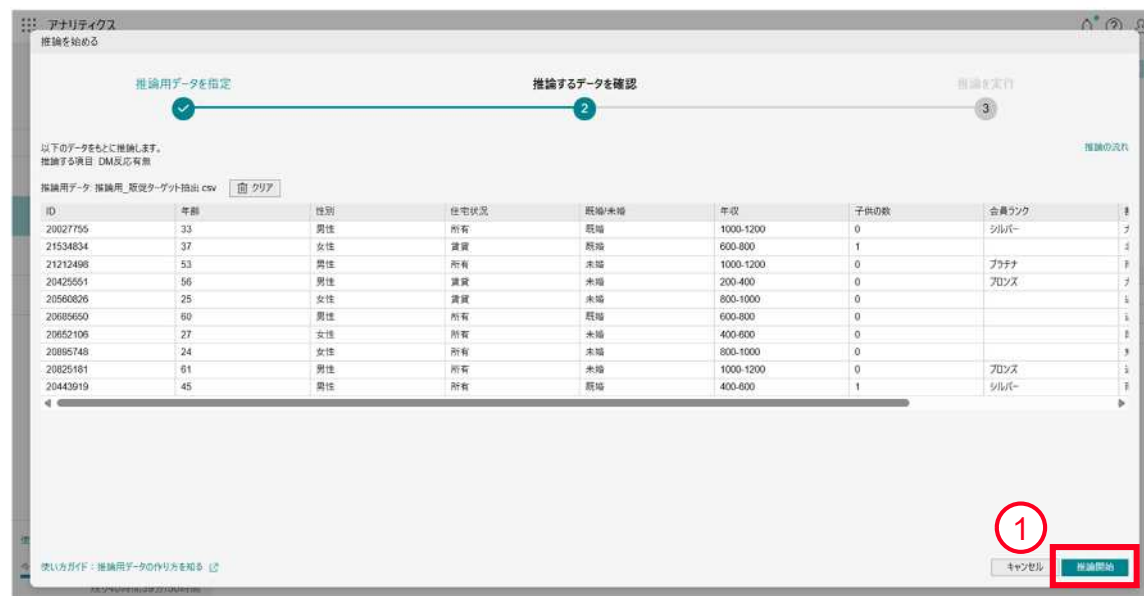 アナリティクス
推論を始める
推論用データを指定 推論するデータを確認 推論を実行
2 3
以下のデータをもとに推論します。
推論する項目 DM反応有無
推論の流れ
推論用データ: 推論用_販促ターゲット抽出.csv クリア
ID 年齢 性別 住宅状況 既婚/未婚 年収 子供の数 会員ランク
20027755 33 男性 所有 既婚 1000-1200 0 シルバー
21534834 37 女性 賃貸 既婚 600-800 1
21212498 53 男性 所有 未婚 1000-1200 0 プラチナ
20425551 56 男性 賃貸 未婚 200-400 0 ブロンズ
20560826 25 女性 賃貸 未婚 800-1000 0
20685650 60 男性 所有 既婚 600-800 0
20652106 27 女性 所有 未婚 400-600 0
20895748 24 女性 所有 未婚 800-1000 0
20825181 61 男性 所有 未婚 1000-1200 0 ブロンズ
20443919 45 男性 所有 既婚 400-600 1 シルバー
1
使い方ガイド：推論用データの作り方を知る
キャンセル 推論開始